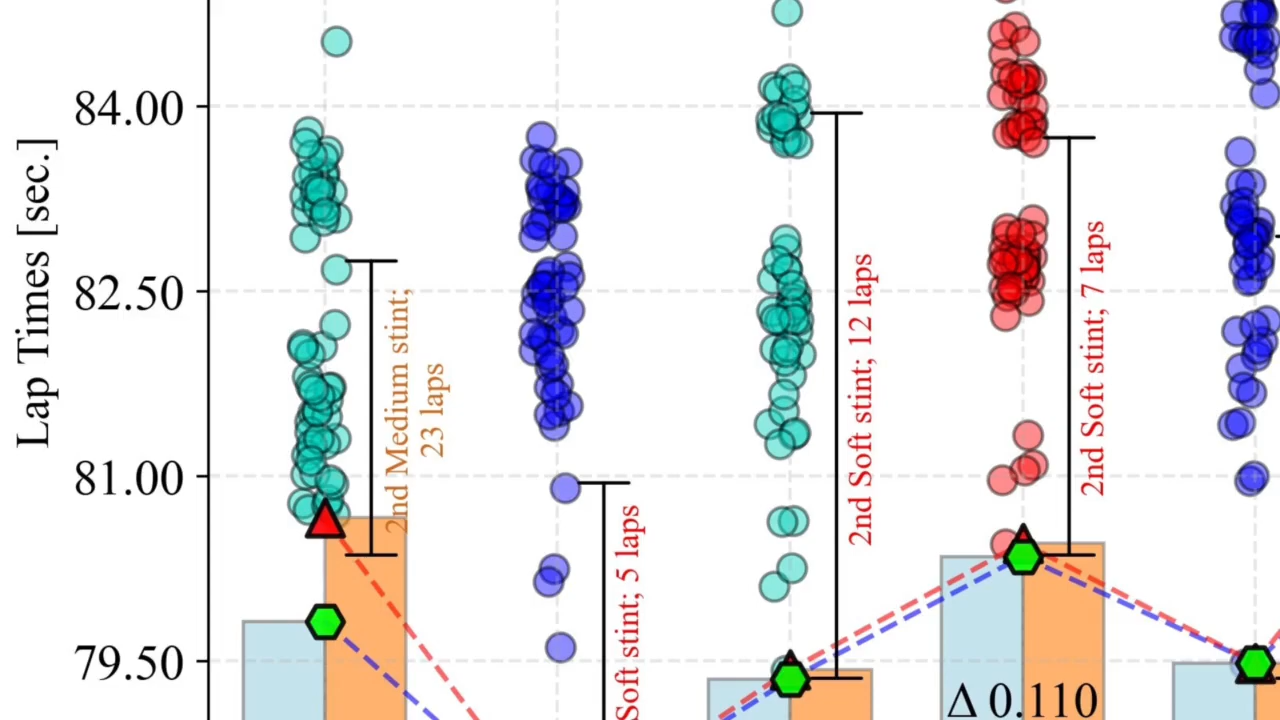 Lap Times [sec.]
84.00
82.50
81.00
79.50
2nd Medium stint;
23 laps
Soft stint; 5 laps
2nd Soft stint; 12 laps
2nd Soft stint; 7 laps
Δ 0.110